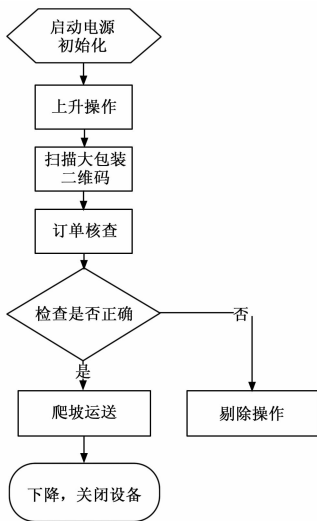 启动电源
初始化
上升操作
扫描大包装
二维码
订单核查
检查是否正确
否
是
爬坡运送
剔除操作
下降，关闭设备